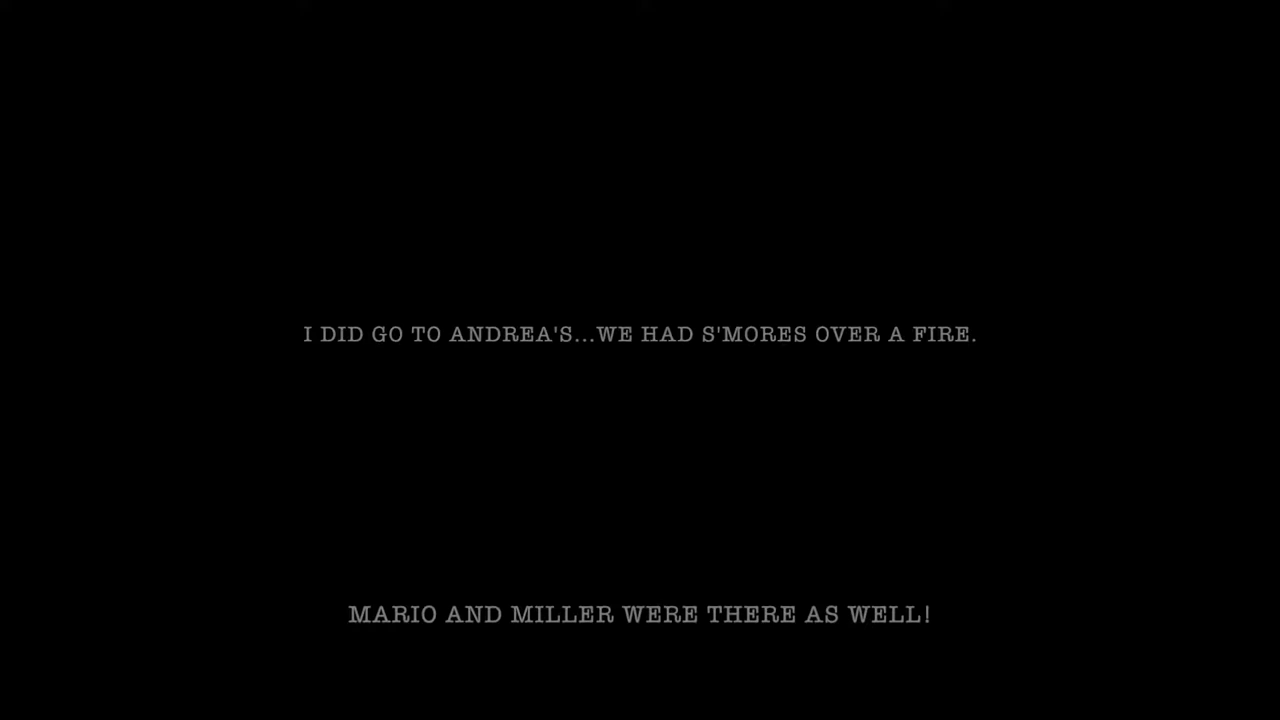 I DID GO TO ANDREA'S...WE HAD S'MORES OVER A FIRE.
MARIO AND MILLER WERE THERE AS WELL!